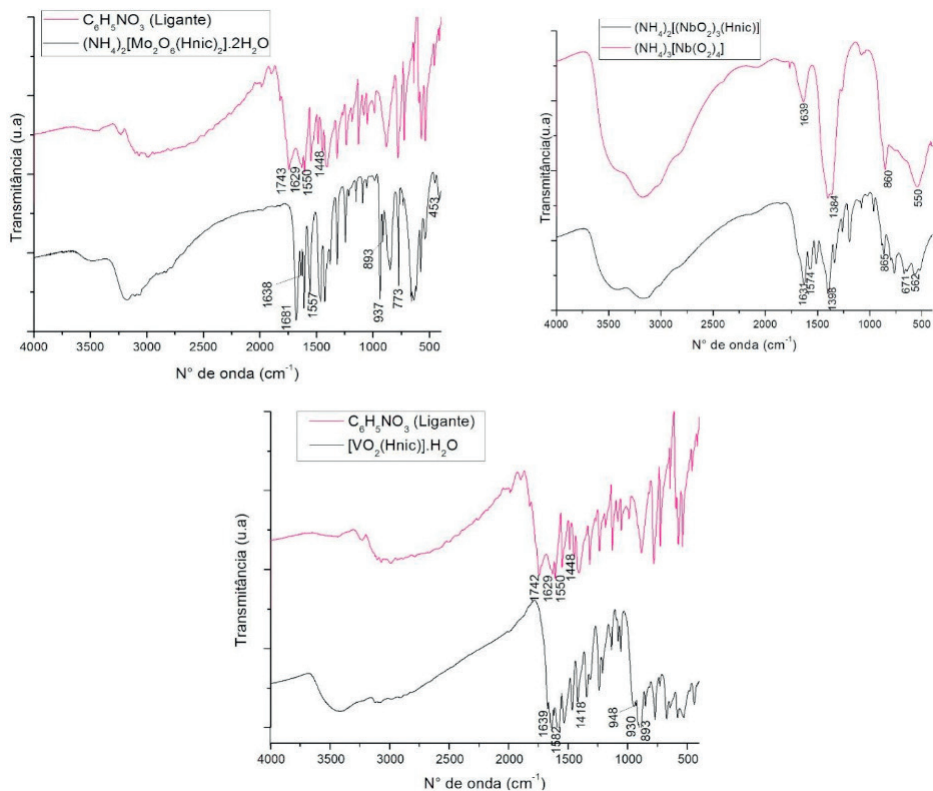 C₆H₅NO₃ (Ligante)
(NH₄)₂[Mo₂O₆(Hnic)₂].2H₂O
Transmitância (u.a)
1743
1629
1550
1448
1638
1681
1557
893
937
773
453
4000 3500 3000 2500 2000 1500 1000 500
N° de onda (cm⁻¹)
(NH₄)₂[(NbO₂)₃(Hnic)]
(NH₄)₃[Nb(O₂)₄]
Transmitância(u.a)
1639
1384
860
550
1631
1574
1398
865
671
562
4000 3500 3000 2500 2000 1500 1000 500
N° de onda (cm⁻¹)
C₆H₅NO₃ (Ligante)
[VO₂(Hnic)].H₂O
Transmitância (u.a)
1742
1629
1550
1448
1639
1582
1418
948
930
893
4000 3500 3000 2500 2000 1500 1000 500
N° de onda (cm⁻¹)